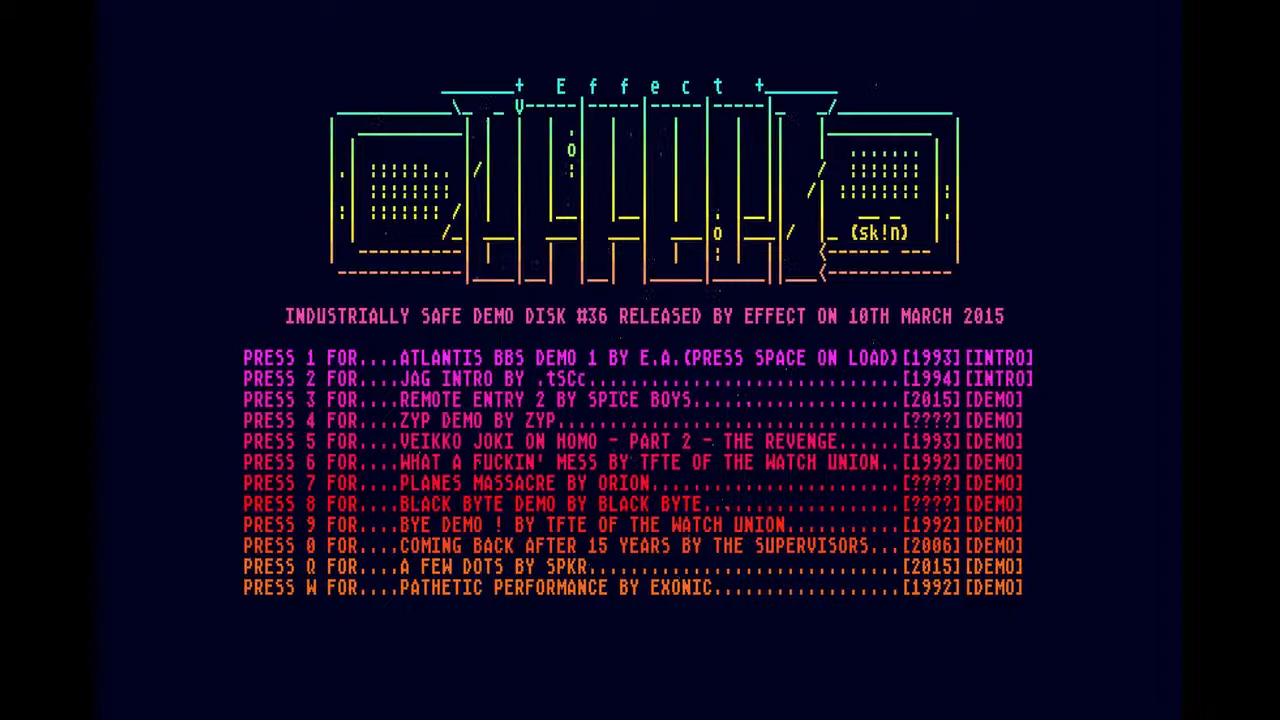 + Effect +
(sk!n)
INDUSTRIALLY SAFE DEMO DISK #36 RELEASED BY EFFECT ON 10TH MARCH 2015
PRESS 1 FOR....ATLANTIS BBS DEMO 1 BY E.A.(PRESS SPACE ON LOAD)[1993][INTRO]
PRESS 2 FOR....JAG INTRO BY .tSCc..............................[1994][INTRO]
PRESS 3 FOR....REMOTE ENTRY 2 BY SPICE BOYS....................[2015][DEMO]
PRESS 4 FOR....ZYP DEMO BY ZYP.................................[????][DEMO]
PRESS 5 FOR....VEIKKO JOKI ON HOMO - PART 2 - THE REVENGE......[1993][DEMO]
PRESS 6 FOR....WHAT A FUCKIN' MESS BY TFTE OF THE WATCH UNION..[1992][DEMO]
PRESS 7 FOR....PLANES MASSACRE BY ORION........................[????][DEMO]
PRESS 8 FOR....BLACK BYTE DEMO BY BLACK BYTE...................[????][DEMO]
PRESS 9 FOR....BYE DEMO ! BY TFTE OF THE WATCH UNION...........[1992][DEMO]
PRESS 0 FOR....COMING BACK AFTER 15 YEARS BY THE SUPERVISORS...[2006][DEMO]
PRESS Q FOR....A FEW DOTS BY SPKR..............................[2015][DEMO]
PRESS W FOR....PATHETIC PERFORMANCE BY EXONIC..................[1992][DEMO]